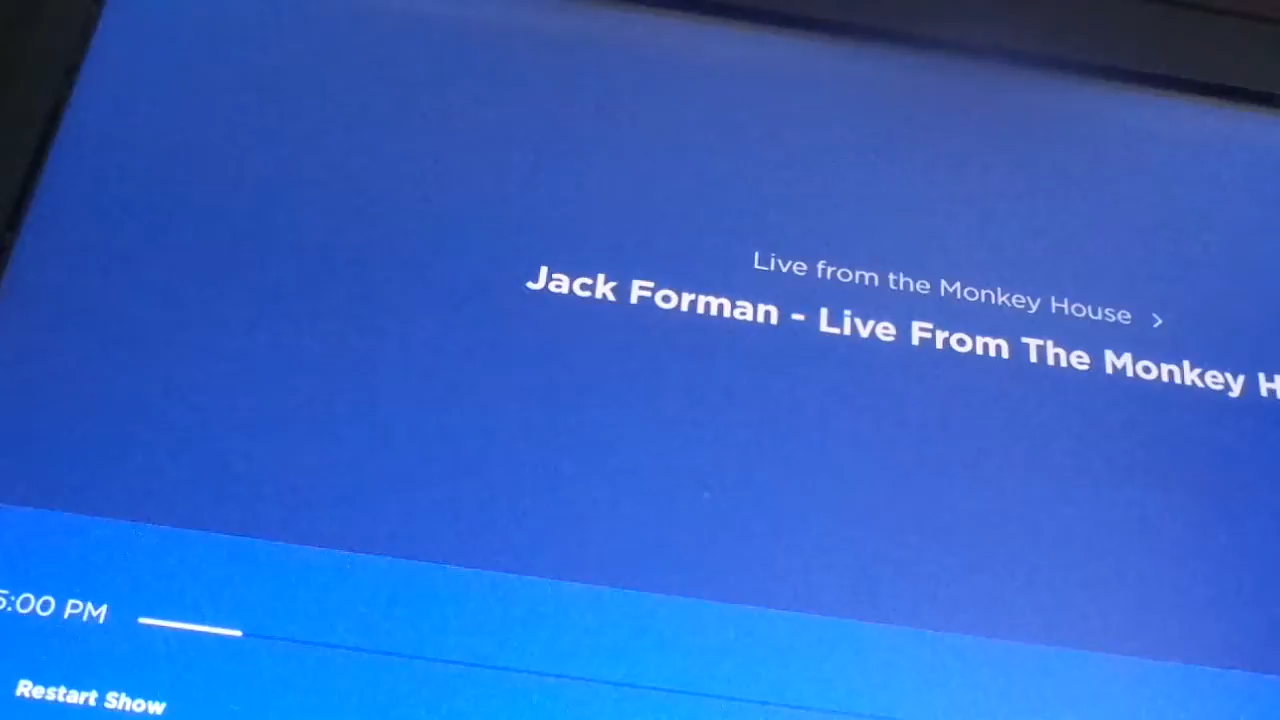 Live from the Monkey House >
Jack Forman - Live From The Monkey H
5:00 PM
Restart Show